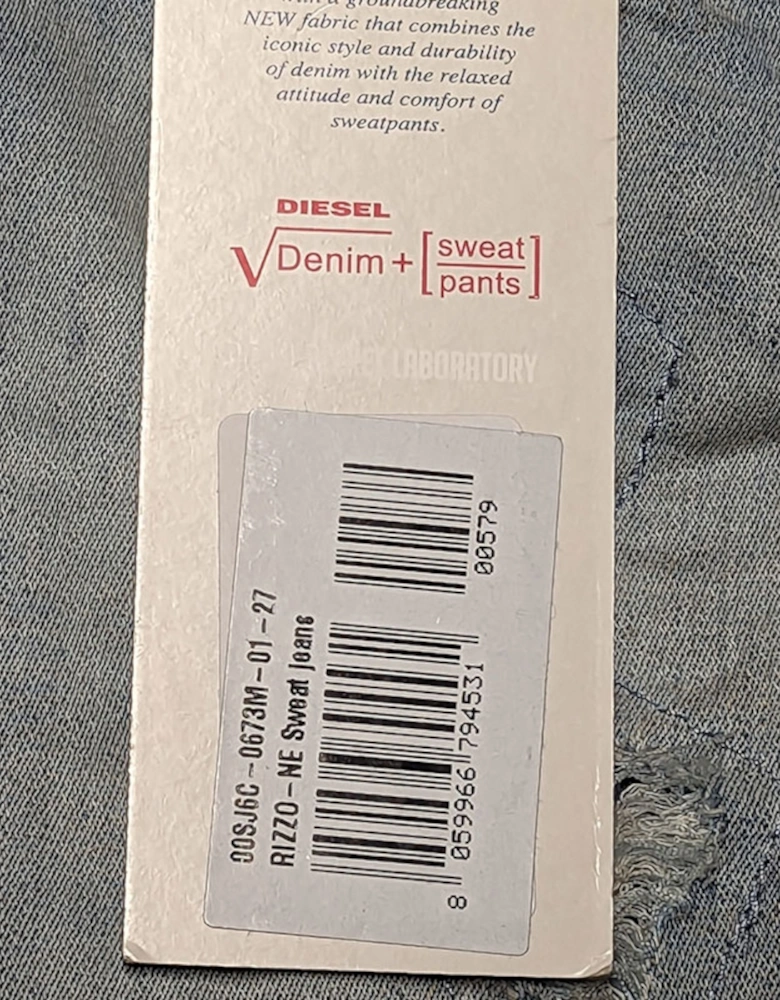 groundbreaking
NEW fabric that combines the
iconic style and durability
of denim with the relaxed
attitude and comfort of
sweatpants.
DIESEL
√Denim + [sweat
pants]
LABORATORY
00SJ6C-0673M-01-27
RIZZO-NE Sweat jeans
8 059966 794531
00579